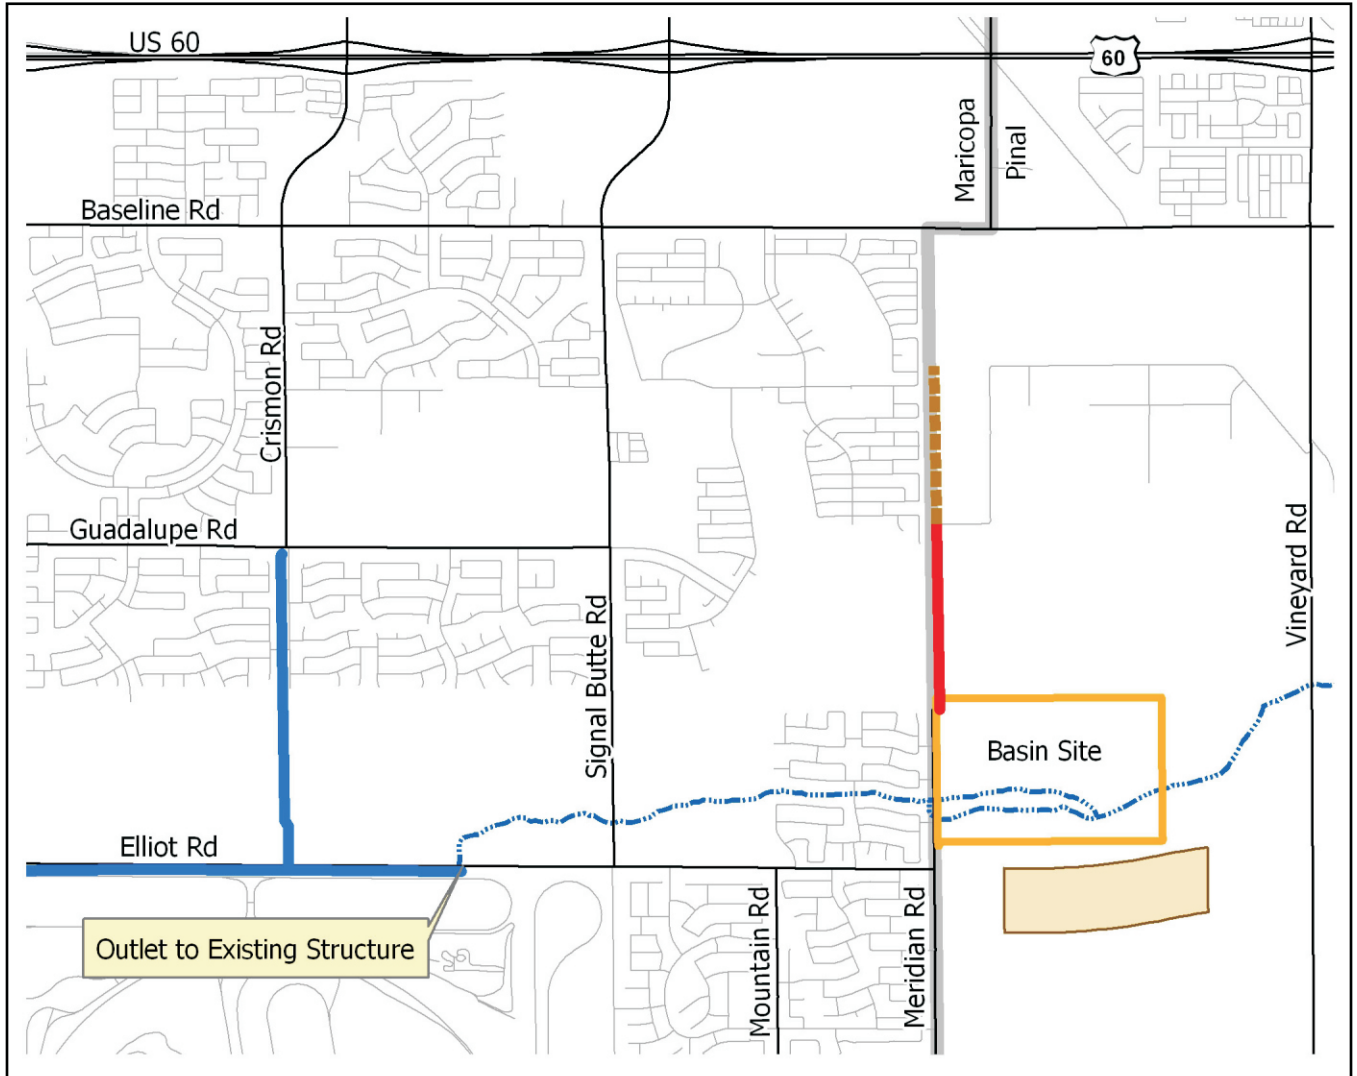 US 60
60
Maricopa
Pinal
Baseline Rd
Crismon Rd
Guadalupe Rd
Vineyard Rd
Signal Butte Rd
Basin Site
Elliot Rd
Outlet to Existing Structure
Mountain Rd
Meridian Rd